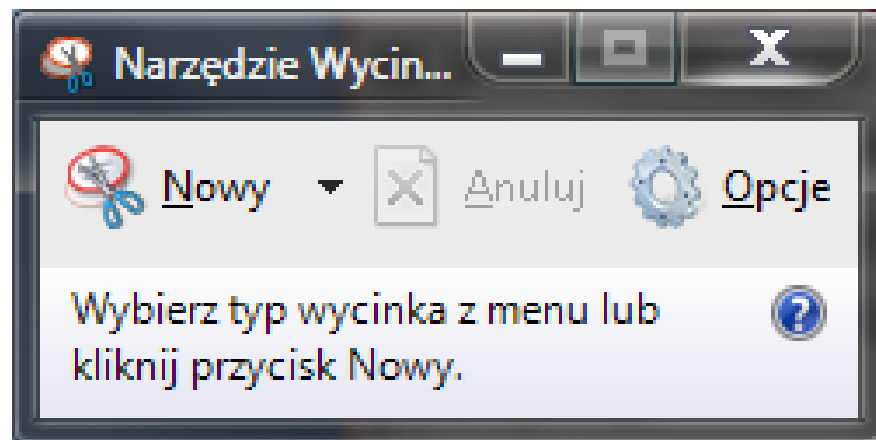 Narzędzie Wycin...
Nowy Anuluj Opcje
Wybierz typ wycinka z menu lub
kliknij przycisk Nowy.